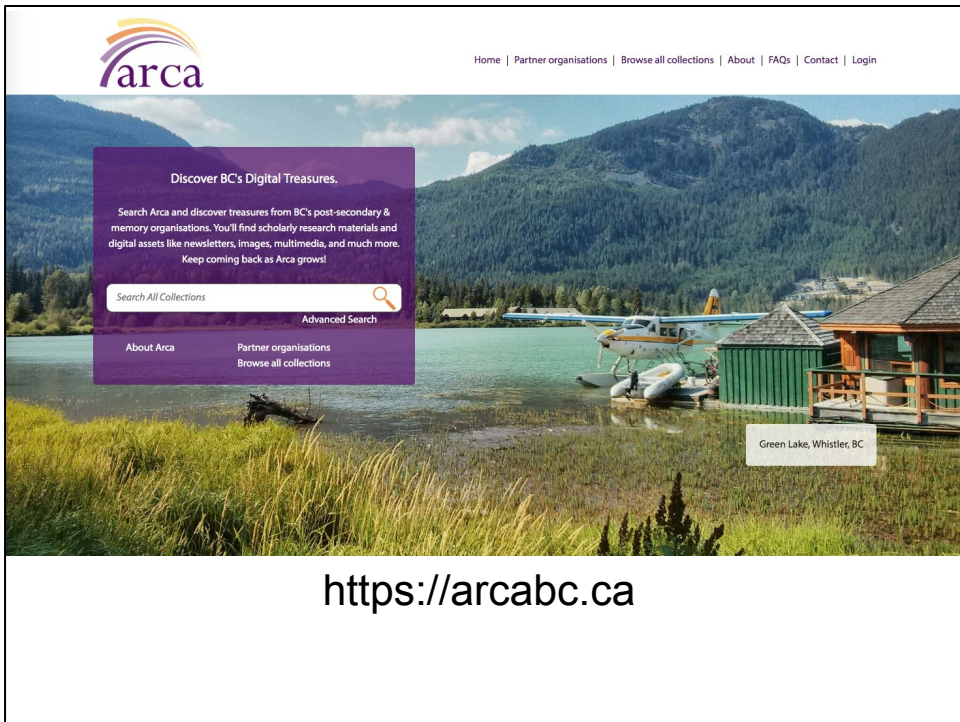 arca
Home | Partner organisations | Browse all collections | About | FAQs | Contact | Login
Discover BC's Digital Treasures.
Search Arca and discover treasures from BC's post-secondary &
memory organisations. You'll find scholarly research materials and
digital assets like newsletters, images, multimedia, and much more.
Keep coming back as Arca grows!
Search All Collections
Advanced Search
About Arca
Partner organisations
Browse all collections
Green Lake, Whistler, BC
https://arcabc.ca